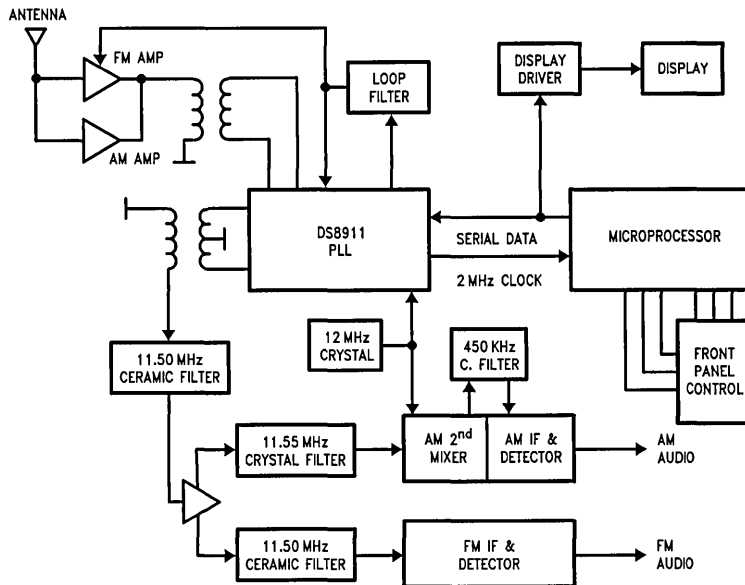 ANTENNA
FM AMP
AM AMP
LOOP
FILTER
DISPLAY
DRIVER
DISPLAY
DS8911
PLL
SERIAL DATA
2 MHz CLOCK
MICROPROCESSOR
12 MHz
CRYSTAL
450 KHz
C. FILTER
FRONT
PANEL
CONTROL
11.50 MHz
CERAMIC FILTER
11.55 MHz
CRYSTAL FILTER
AM 2nd
MIXER
AM IF &
DETECTOR
AM
AUDIO
11.50 MHz
CERAMIC FILTER
FM IF &
DETECTOR
FM
AUDIO